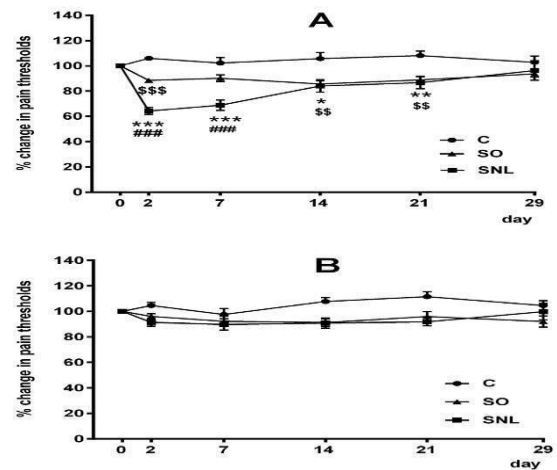 A
% change in pain thresholds
140
120
100
80
60
40
20
0
$$$
***
###
***
###
*
$$
**
$$
C
SO
SNL
0 2 7 14 21 29
day
B
% change in pain thresholds
140
120
100
80
60
40
20
0
C
SO
SNL
0 2 7 14 21 29
day